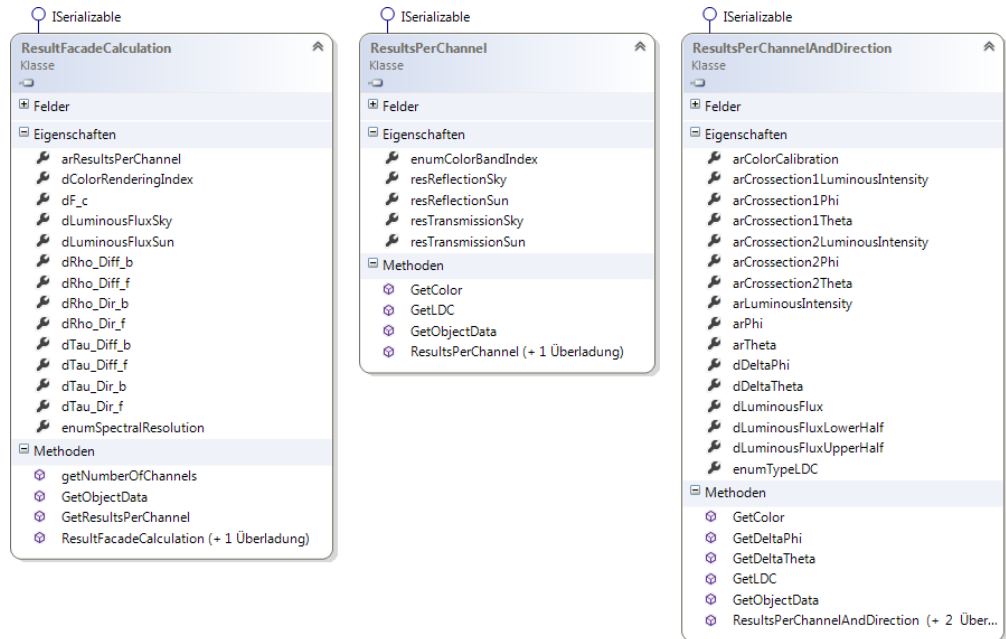 ISerializable
ResultFacadeCalculation
Klasse
Felder
Eigenschaften
arResultsPerChannel
dColorRenderingIndex
dF_c
dLuminousFluxSky
dLuminousFluxSun
dRho_Diff_b
dRho_Diff_f
dRho_Dir_b
dRho_Dir_f
dTau_Diff_b
dTau_Diff_f
dTau_Dir_b
dTau_Dir_f
enumSpectralResolution
Methoden
getNumberOfChannels
GetObjectData
GetResultsPerChannel
ResultFacadeCalculation (+ 1 Überladung)
ISerializable
ResultsPerChannel
Klasse
Felder
Eigenschaften
enumColorBandIndex
resReflectionSky
resReflectionSun
resTransmissionSky
resTransmissionSun
Methoden
GetColor
GetLDC
GetObjectData
ResultsPerChannel (+ 1 Überladung)
ISerializable
ResultsPerChannelAndDirection
Klasse
Felder
Eigenschaften
arColorCalibration
arCrossection1LuminousIntensity
arCrossection1Phi
arCrossection1Theta
arCrossection2LuminousIntensity
arCrossection2Phi
arCrossection2Theta
arLuminousIntensity
arPhi
arTheta
dDeltaPhi
dDeltaTheta
dLuminousFlux
dLuminousFluxLowerHalf
dLuminousFluxUpperHalf
enumTypeLDC
Methoden
GetColor
GetDeltaPhi
GetDeltaTheta
GetLDC
GetObjectData
ResultsPerChannelAndDirection (+ 2 Über...